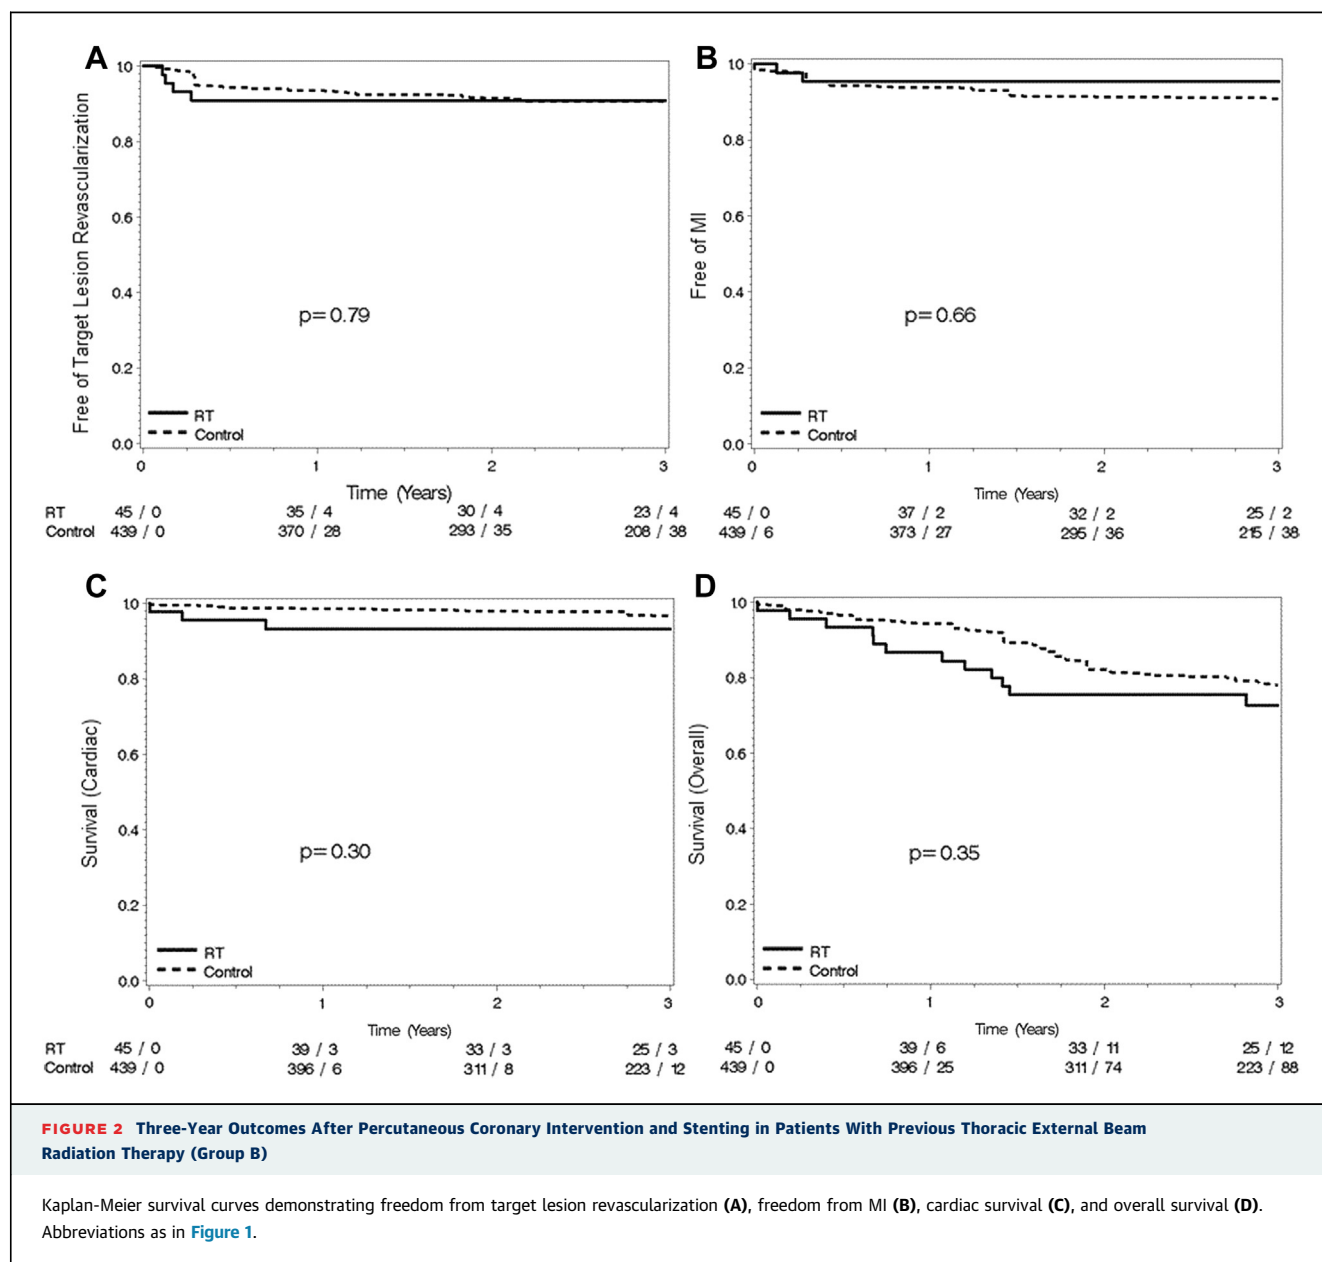 A
Free of Target Lesion Revascularization
10
0.8
0.6
0.4
0.2
0.0
p= 0.79
RT
Control
0 1 2 3
Time (Years)
RT 45 / 0 35 / 4 30 / 4 23 / 4
Control 439 / 0 370 / 28 293 / 35 208 / 38
B
Free of MI
10
0.8
0.6
0.4
0.2
0.0
p= 0.66
RT
Control
0 1 2 3
Time (Years)
45 / 0 37 / 2 32 / 2 25 / 2
439 / 6 373 / 27 295 / 36 215 / 38
C
Survival (Cardiac)
10
0.8
0.6
0.4
0.2
0.0
p= 0.30
RT
Control
0 1 2 3
Time (Years)
RT 45 / 0 39 / 3 33 / 3 25 / 3
Control 439 / 0 396 / 6 311 / 8 223 / 12
D
Survival (Overall)
10
0.8
0.6
0.4
0.2
0.0
p= 0.35
RT
Control
0 1 2 3
Time (Years)
45 / 0 39 / 6 33 / 11 25 / 12
439 / 0 396 / 25 311 / 74 223 / 88
FIGURE 2 Three-Year Outcomes After Percutaneous Coronary Intervention and Stenting in Patients With Previous Thoracic External Beam
Radiation Therapy (Group B)
Kaplan-Meier survival curves demonstrating freedom from target lesion revascularization (A), freedom from MI (B), cardiac survival (C), and overall survival (D).
Abbreviations as in Figure 1.